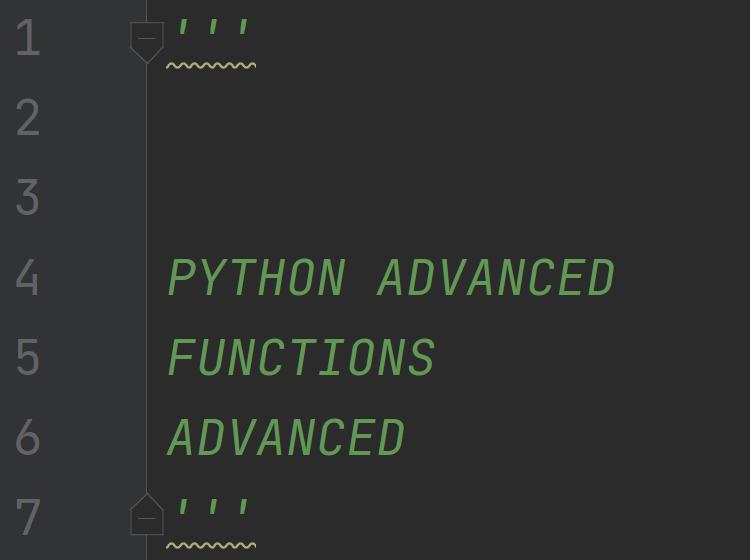 1 '''
2
3
4 PYTHON ADVANCED
5 FUNCTIONS
6 ADVANCED
7 '''